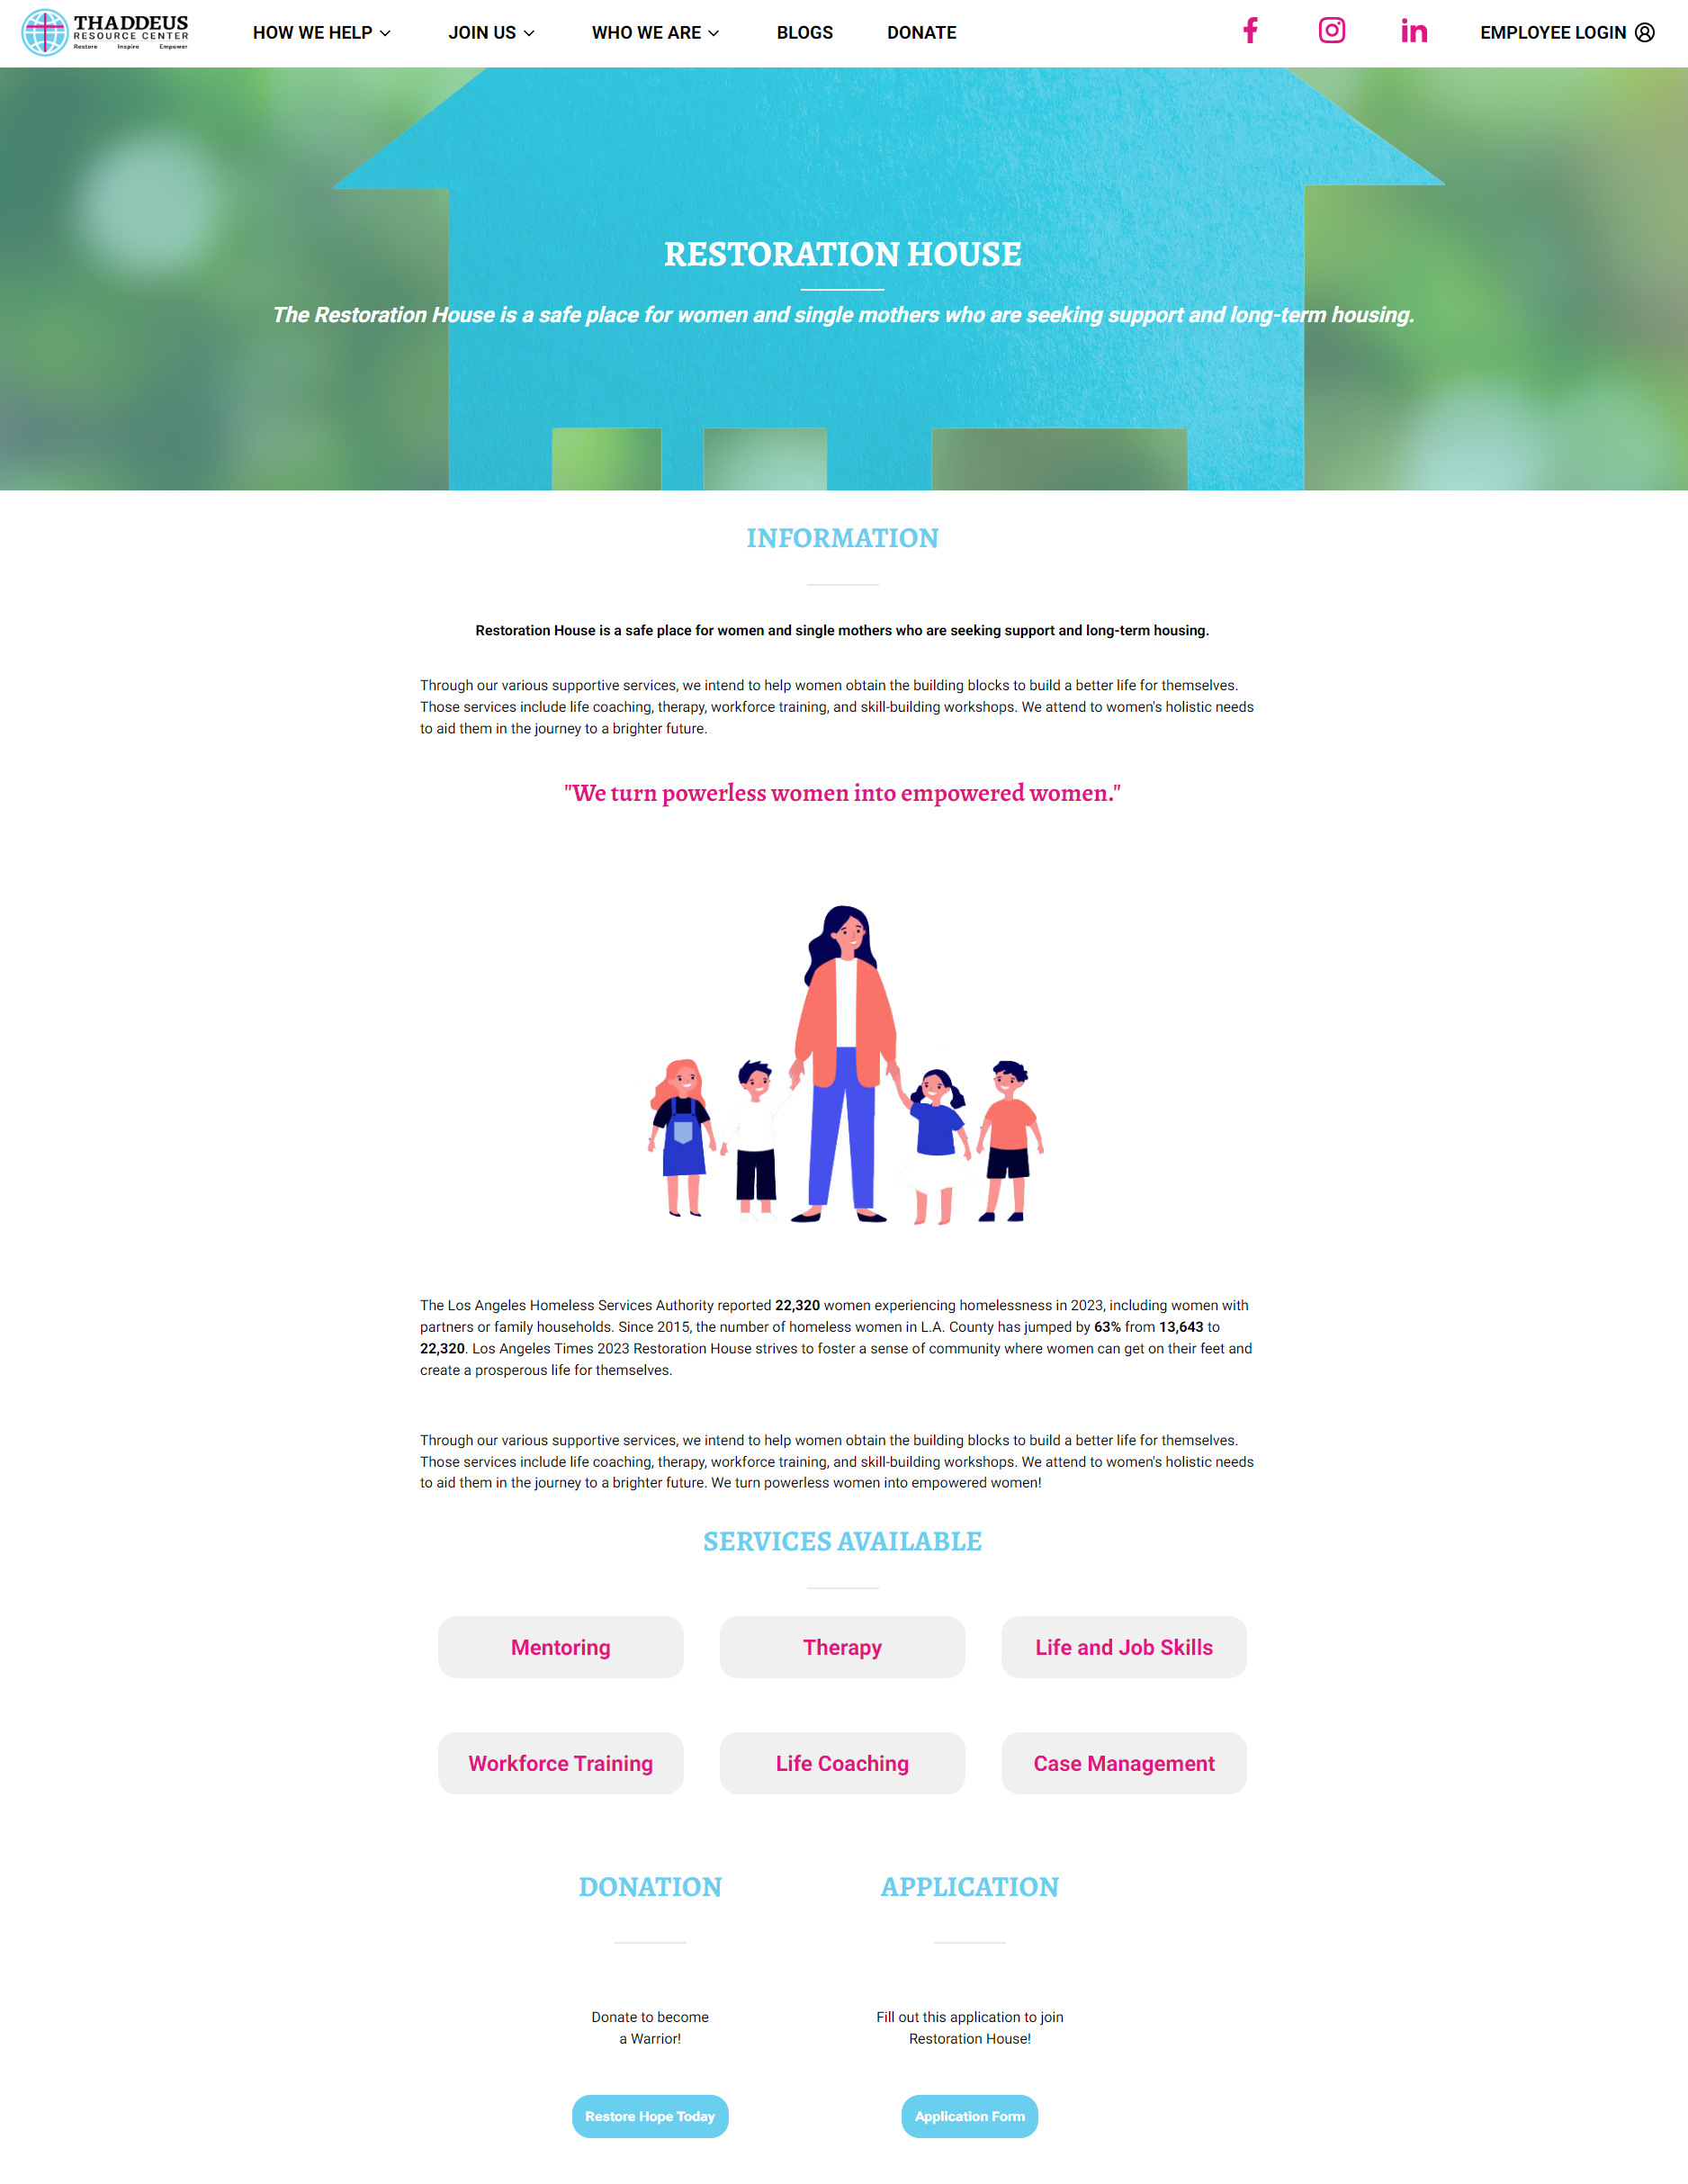 THADDEUS
RESOURCE CENTER
Restore Inspire Empower
HOW WE HELP
JOIN US
WHO WE ARE
BLOGS
DONATE
EMPLOYEE LOGIN
RESTORATION HOUSE
The Restoration House is a safe place for women and single mothers who are seeking support and long-term housing.
INFORMATION
Restoration House is a safe place for women and single mothers who are seeking support and long-term housing.
Through our various supportive services, we intend to help women obtain the building blocks to build a better life for themselves.
Those services include life coaching, therapy, workforce training, and skill-building workshops. We attend to women's holistic needs
to aid them in the journey to a brighter future.
"We turn powerless women into empowered women."
The Los Angeles Homeless Services Authority reported 22,320 women experiencing homelessness in 2023, including women with
partners or family households. Since 2015, the number of homeless women in L.A. County has jumped by 63% from 13,643 to
22,320. Los Angeles Times 2023 Restoration House strives to foster a sense of community where women can get on their feet and
create a prosperous life for themselves.
Through our various supportive services, we intend to help women obtain the building blocks to build a better life for themselves.
Those services include life coaching, therapy, workforce training, and skill-building workshops. We attend to women's holistic needs
to aid them in the journey to a brighter future. We turn powerless women into empowered women!
SERVICES AVAILABLE
Mentoring
Therapy
Life and Job Skills
Workforce Training
Life Coaching
Case Management
DONATION
Donate to become
a Warrior!
Restore Hope Today
APPLICATION
Fill out this application to join
Restoration House!
Application Form